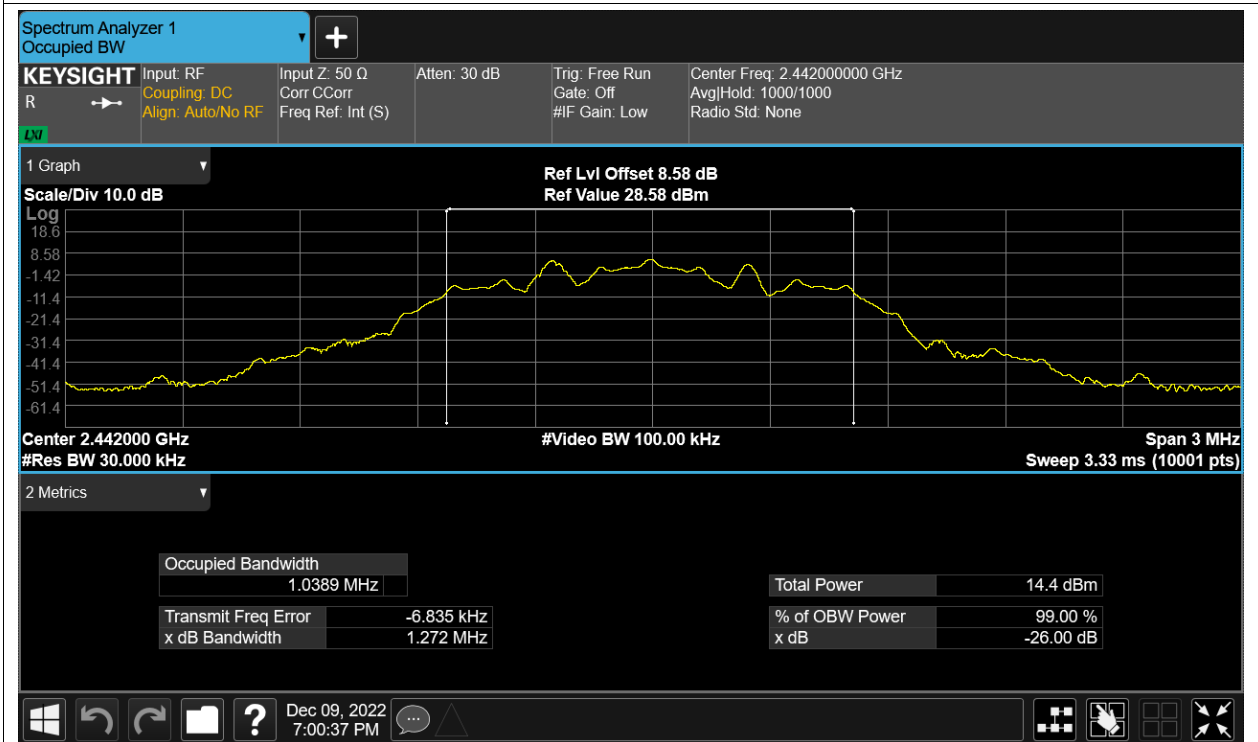 Spectrum Analyzer 1
Occupied BW
+
KEYSIGHT
R
LXI
Input: RF
Coupling: DC
Align: Auto/No RF
Input Z: 50 Ω
Corr CCorr
Freq Ref: Int (S)
Atten: 30 dB
Trig: Free Run
Gate: Off
#IF Gain: Low
Center Freq: 2.442000000 GHz
Avg|Hold: 1000/1000
Radio Std: None
1 Graph
Scale/Div 10.0 dB
Ref Lvl Offset 8.58 dB
Ref Value 28.58 dBm
Log
18.6
8.58
-1.42
-11.4
-21.4
-31.4
-41.4
-51.4
-61.4
Center 2.442000 GHz
#Video BW 100.00 kHz
Span 3 MHz
#Res BW 30.000 kHz
Sweep 3.33 ms (10001 pts)
2 Metrics
Occupied Bandwidth
1.0389 MHz
Total Power 14.4 dBm
Transmit Freq Error -6.835 kHz
% of OBW Power 99.00 %
x dB Bandwidth 1.272 MHz
x dB -26.00 dB
?
Dec 09, 2022
7:00:37 PM